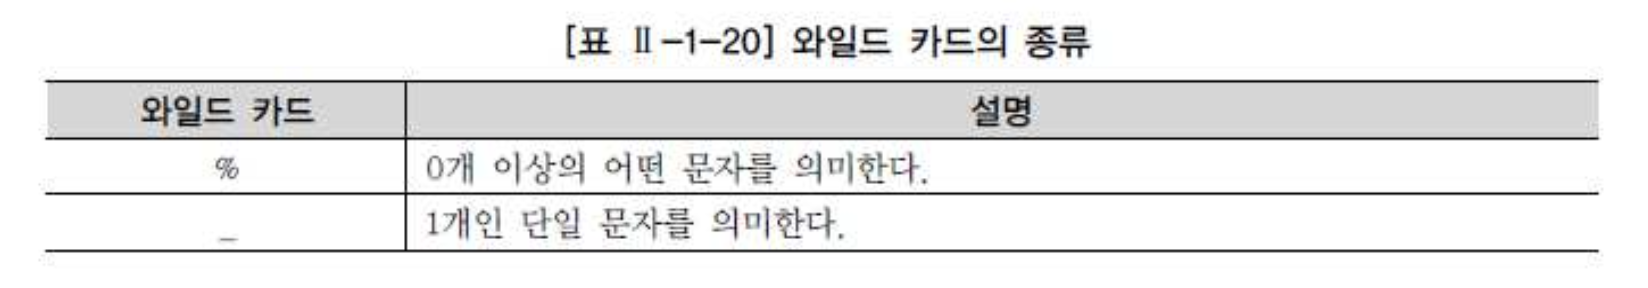 [표 Ⅱ-1-20] 와일드 카드의 종류
와일드 카드 설명
% 0개 이상의 어떤 문자를 의미한다.
_ 1개인 단일 문자를 의미한다.